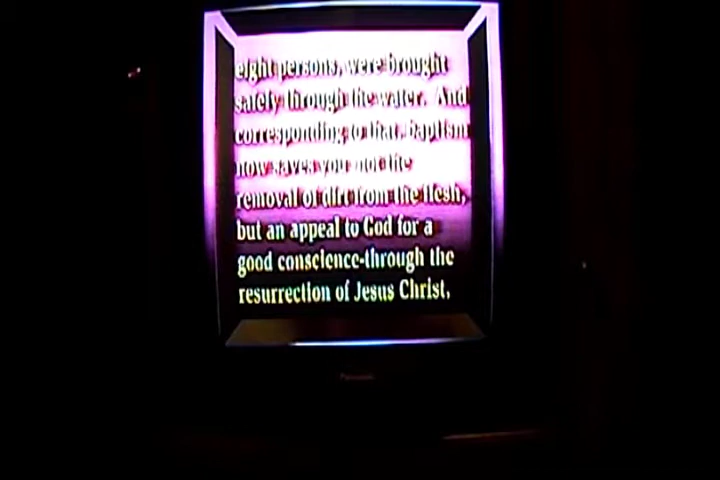 eight persons, were brought
safely through the water. And
corresponding to that, baptism
now saves you-not the
removal of dirt from the flesh,
but an appeal to God for a
good conscience-through the
resurrection of Jesus Christ,
Panasonic